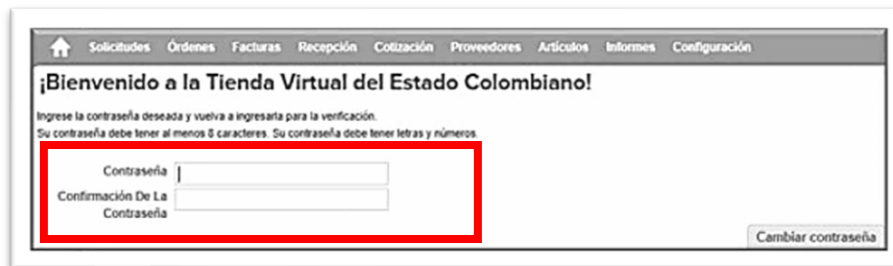 Solicitudes Órdenes Facturas Recepción Cotización Proveedores Artículos Informes Configuración
¡Bienvenido a la Tienda Virtual del Estado Colombiano!
Ingrese la contraseña deseada y vuelva a ingresarla para la verificación.
Su contraseña debe tener al menos 8 caracteres. Su contraseña debe tener letras y números.
Contraseña
Confirmación De La
Contraseña
Cambiar contraseña